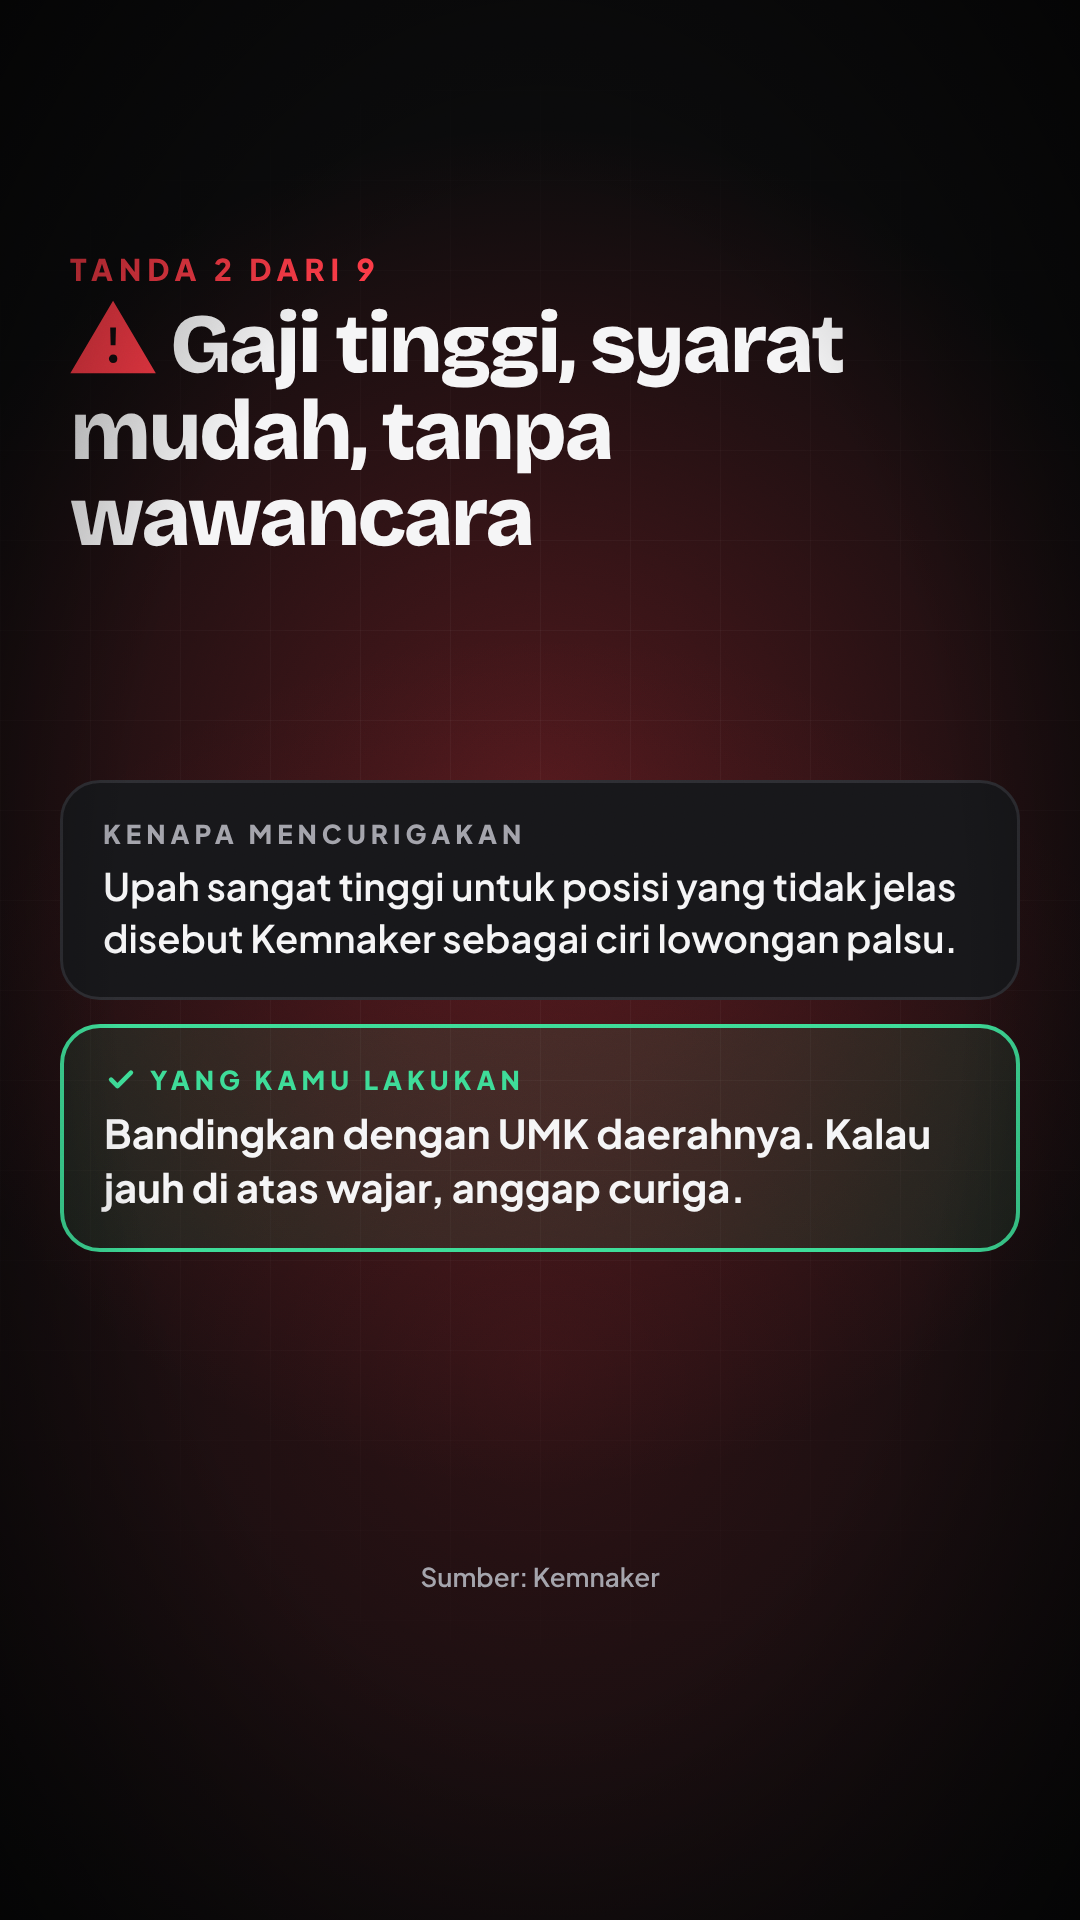 TANDA 2 DARI 9
Gaji tinggi, syarat
mudah, tanpa
wawancara
KENAPA MENCURIGAKAN
Upah sangat tinggi untuk posisi yang tidak jelas
disebut Kemnaker sebagai ciri lowongan palsu.
YANG KAMU LAKUKAN
Bandingkan dengan UMK daerahnya. Kalau
jauh di atas wajar, anggap curiga.
Sumber: Kemnaker